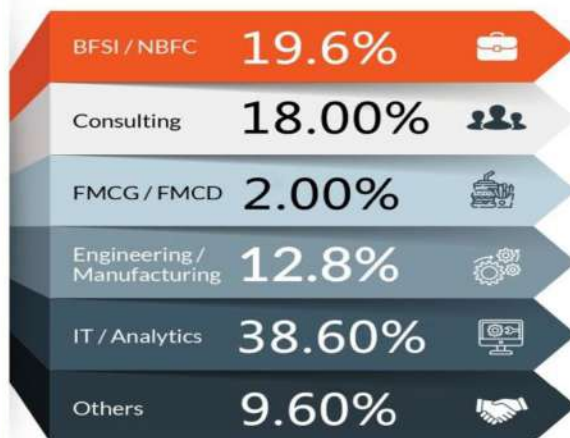 BFSI / NBFC 19.6%
Consulting 18.00%
FMCG / FMCD 2.00%
Engineering /
Manufacturing 12.8%
IT / Analytics 38.60%
Others 9.60%